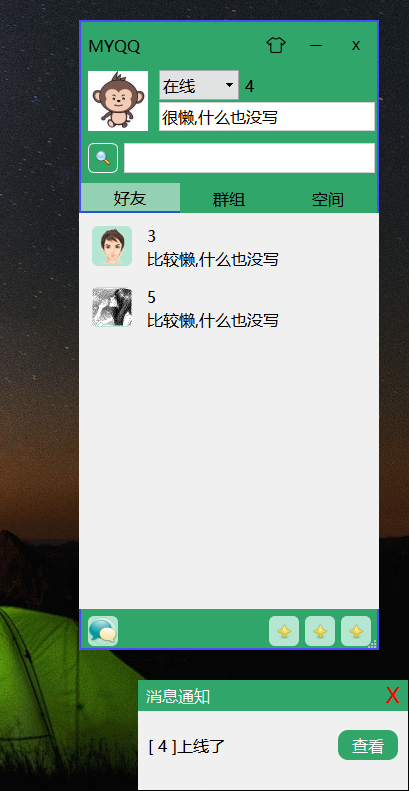 MYQQ
— x
在线 4
很懒,什么也没写
好友 群组 空间
3
比较懒,什么也没写
5
比较懒,什么也没写
消息通知 X
[ 4 ]上线了 查看